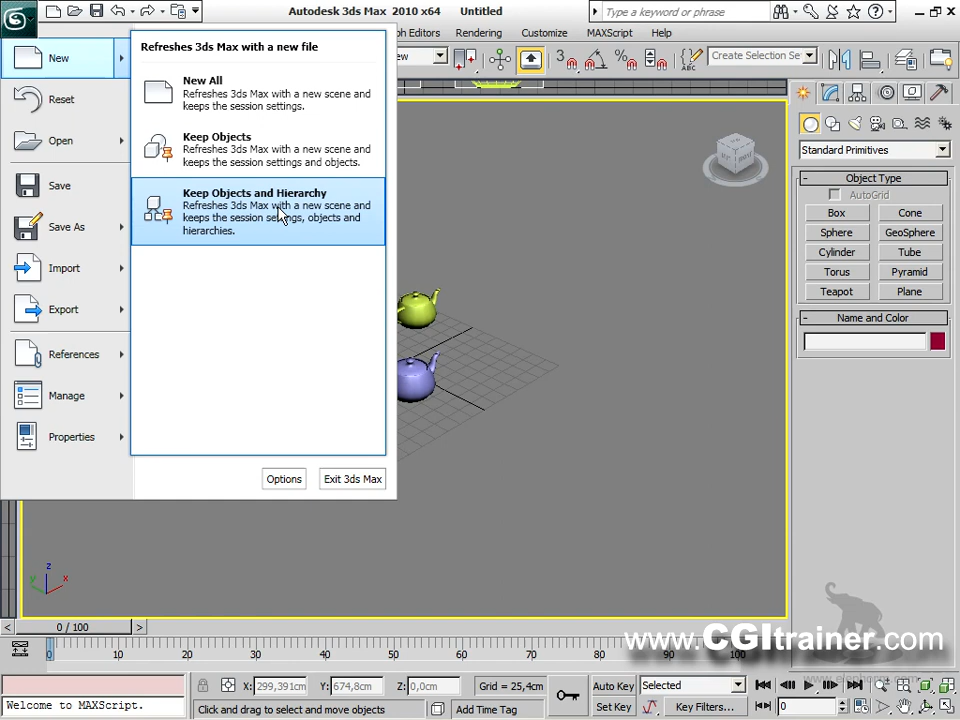 Autodesk 3ds Max 2010 x64 Untitled
Type a keyword or phrase
ph Editors Rendering Customize MAXScript Help
ew
3
%
ABC
Create Selection Se
New
Reset
Open
Save
Save As
Import
Export
References
Manage
Properties
Refreshes 3ds Max with a new file
New All
Refreshes 3ds Max with a new scene and
keeps the session settings.
Keep Objects
Refreshes 3ds Max with a new scene and
keeps the session settings and objects.
Keep Objects and Hierarchy
Refreshes 3ds Max with a new scene and
keeps the session settings, objects and
hierarchies.
Options Exit 3ds Max
Standard Primitives
- Object Type
AutoGrid
Box Cone
Sphere GeoSphere
Cylinder Tube
Torus Pyramid
Teapot Plane
- Name and Color
z
y x
< 0 / 100 >
0 10 20 30 40 50 60 70 80 90 100
www.CGItrainer.com
X: 299,391cm Y: 674,8cm Z: 0,0cm Grid = 25,4cm
Auto Key Selected
Welcome to MAXScript. Click and drag to select and move objects Add Time Tag
Set Key Key Filters... 0